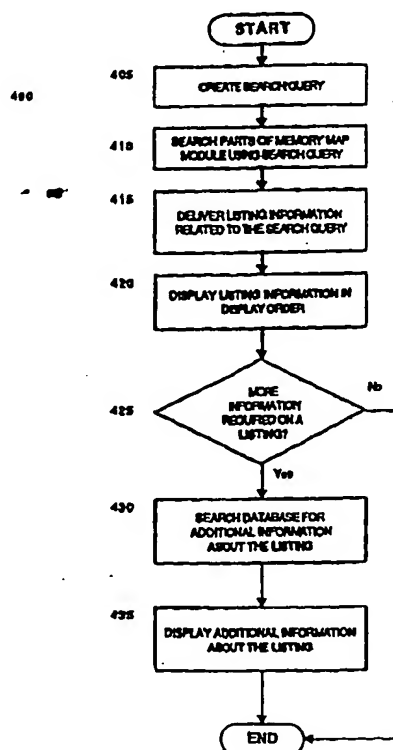 START
400
405
CREATE SEARCH QUERY
410
SEARCH PARTS OF MEMORY MAP
MODULE USING SEARCH QUERY
415
DELIVER LISTING INFORMATION
RELATED TO THE SEARCH QUERY
420
DISPLAY LISTING INFORMATION IN
DISPLAY ORDER
425
MORE
INFORMATION
REQUIRED ON A
LISTING?
No
Yes
430
SEARCH DATABASE FOR
ADDITIONAL INFORMATION
ABOUT THE LISTING
435
DISPLAY ADDITIONAL INFORMATION
ABOUT THE LISTING
END